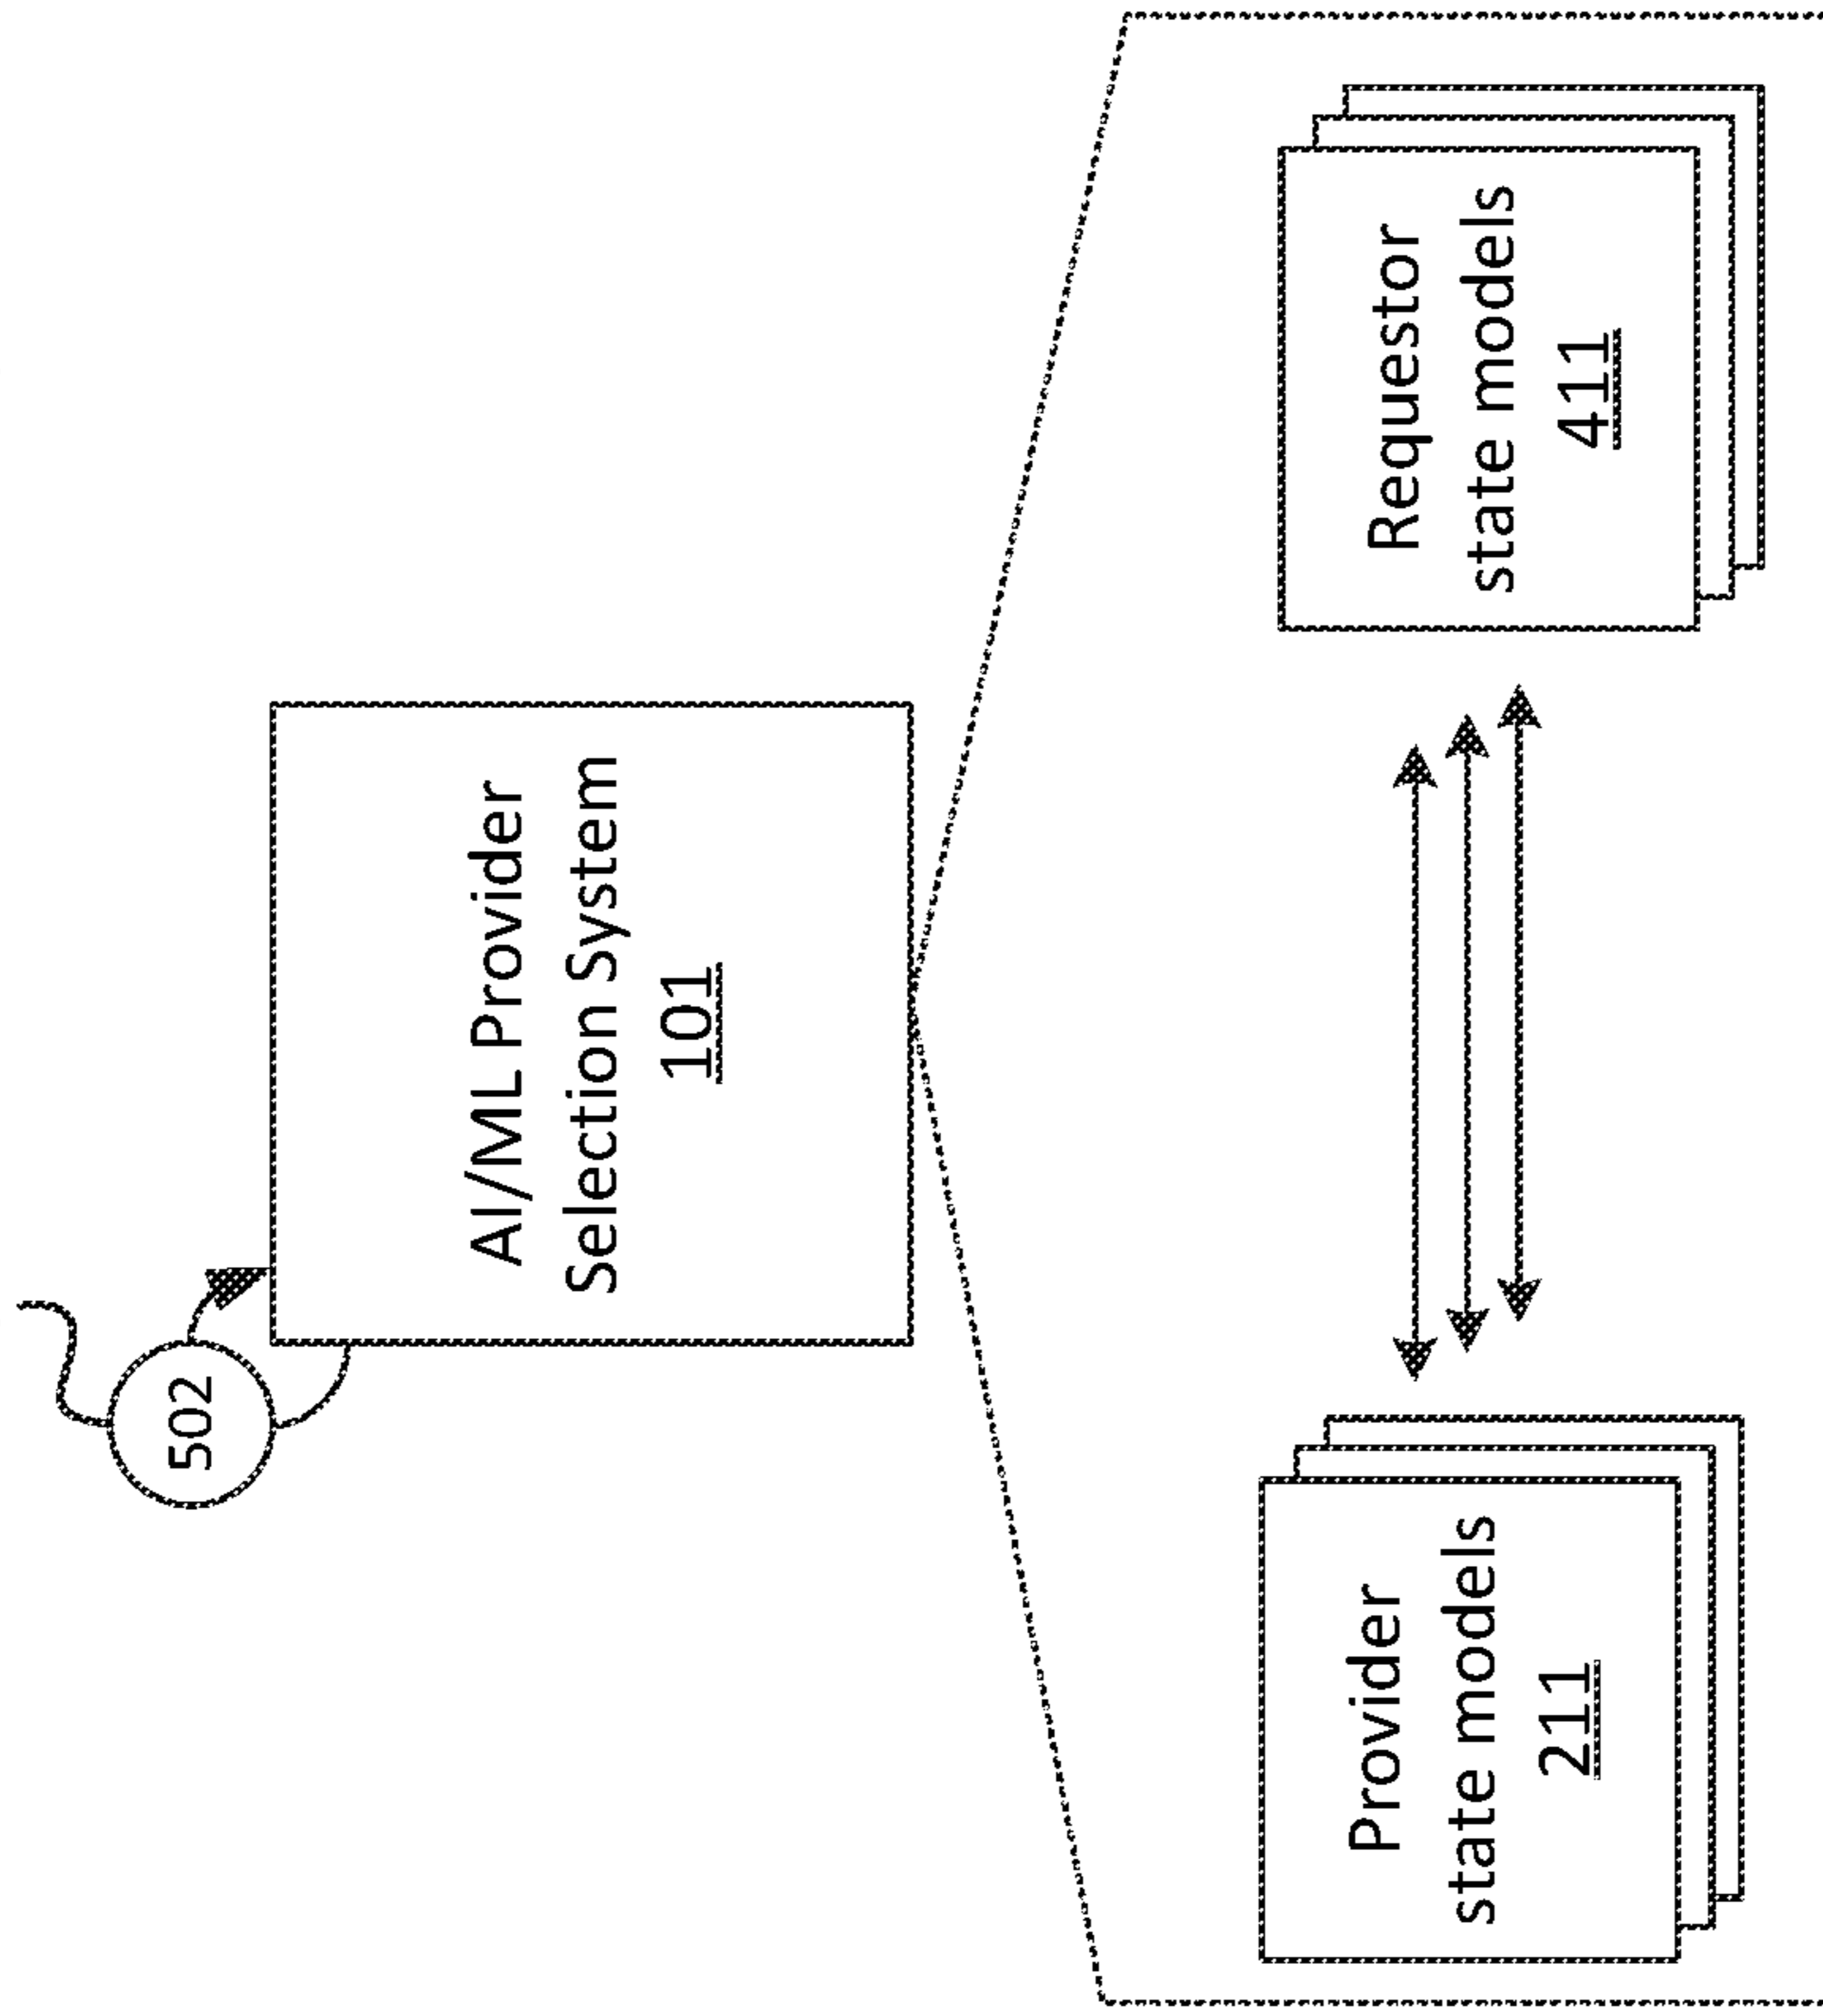 502
AI/ML Provider
Selection System
101
Provider
state models
211
Requestor
state models
411